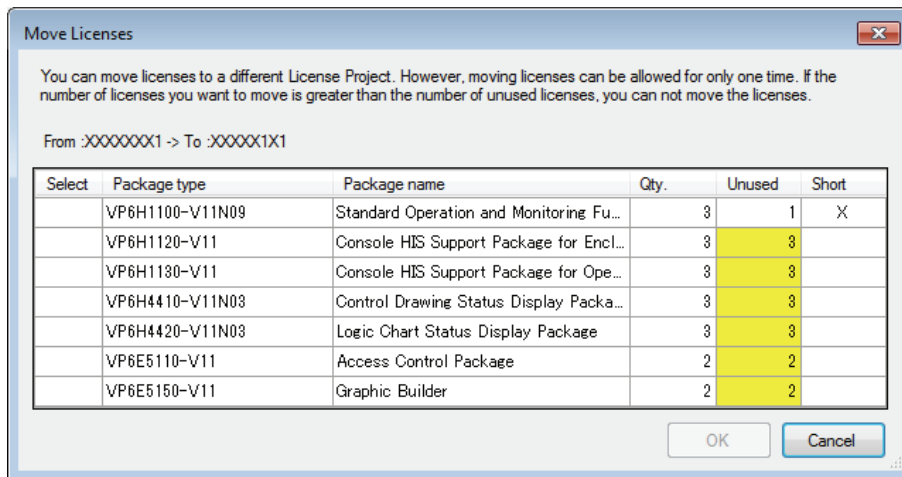 Move Licenses
You can move licenses to a different License Project. However, moving licenses can be allowed for only one time. If the
number of licenses you want to move is greater than the number of unused licenses, you can not move the licenses.
From :XXXXXXX1 -> To :XXXXX1X1
Select Package type Package name Qty. Unused Short
VP6H1100-V11N09 Standard Operation and Monitoring Fu... 3 1 X
VP6H1120-V11 Console HIS Support Package for Encl... 3 3
VP6H1130-V11 Console HIS Support Package for Ope... 3 3
VP6H4410-V11N03 Control Drawing Status Display Packa... 3 3
VP6H4420-V11N03 Logic Chart Status Display Package 3 3
VP6E5110-V11 Access Control Package 2 2
VP6E5150-V11 Graphic Builder 2 2
OK Cancel